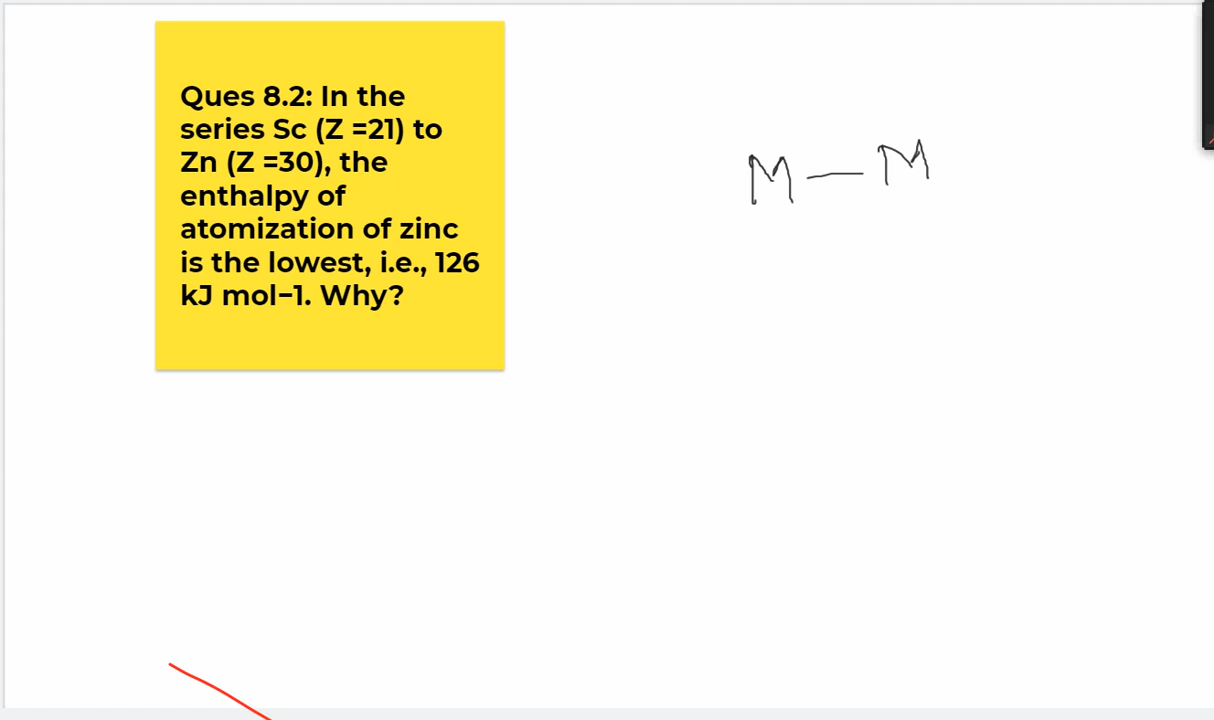 Ques 8.2: In the
series Sc (Z =21) to
Zn (Z =30), the
enthalpy of
atomization of zinc
is the lowest, i.e., 126
kJ mol−1. Why?
M — M